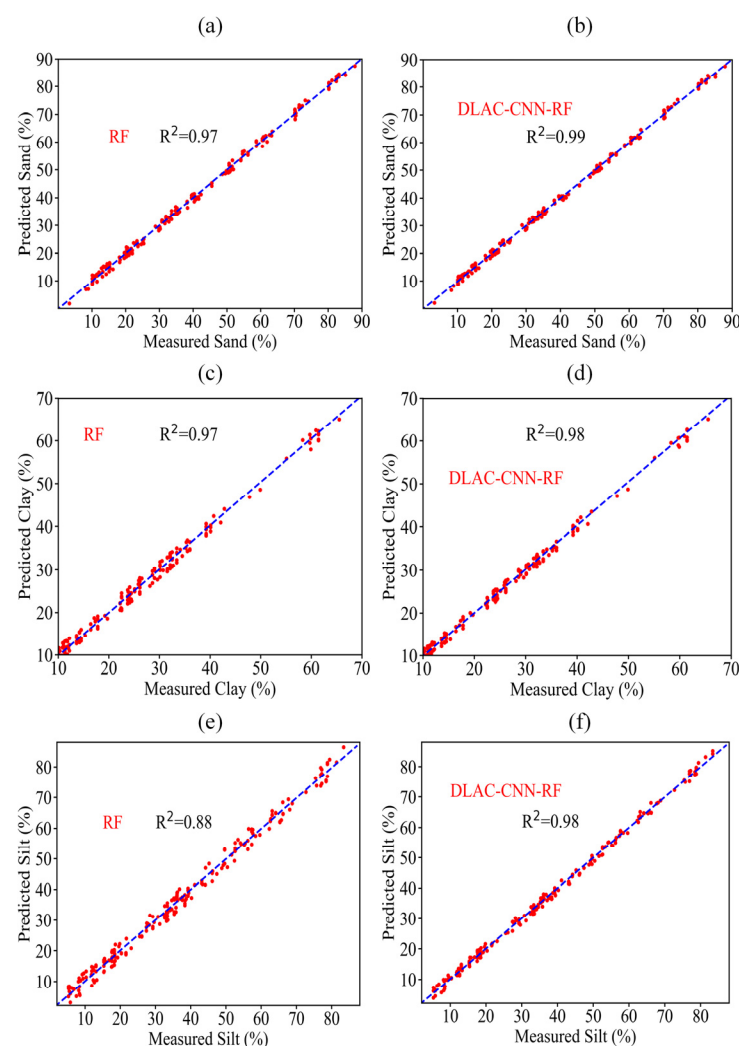 (a)
90
80
70
60
50
40
30
20
10
Predicted Sand (%)
RF
R²=0.97
10 20 30 40 50 60 70 80 90
Measured Sand (%)
(b)
90
80
70
60
50
40
30
20
10
Predicted Sand (%)
DLAC-CNN-RF
R²=0.99
10 20 30 40 50 60 70 80 90
Measured Sand (%)
(c)
70
60
50
40
30
20
10
Predicted Clay (%)
RF
R²=0.97
10 20 30 40 50 60 70
Measured Clay (%)
(d)
70
60
50
40
30
20
10
Predicted Clay (%)
R²=0.98
DLAC-CNN-RF
10 20 30 40 50 60 70
Measured Clay (%)
(e)
80
70
60
50
40
30
20
10
Predicted Silt (%)
RF
R²=0.88
10 20 30 40 50 60 70 80
Measured Silt (%)
(f)
80
70
60
50
40
30
20
10
Predicted Silt (%)
DLAC-CNN-RF
R²=0.98
10 20 30 40 50 60 70 80
Measured Silt (%)